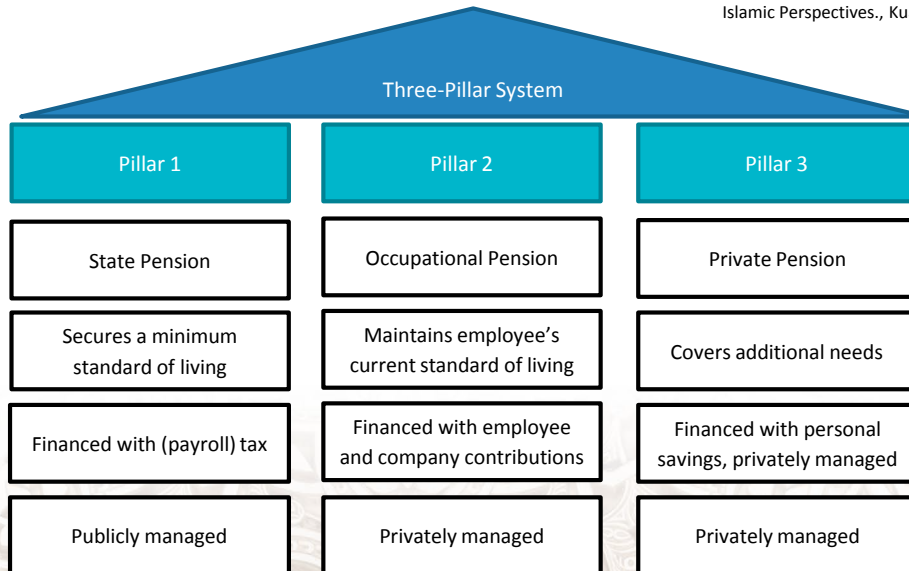 Islamic Perspectives., Ku
Three-Pillar System
Pillar 1
Pillar 2
Pillar 3
State Pension
Occupational Pension
Private Pension
Secures a minimum
standard of living
Maintains employee's
current standard of living
Covers additional needs
Financed with (payroll) tax
Financed with employee
and company contributions
Financed with personal
savings, privately managed
Publicly managed
Privately managed
Privately managed